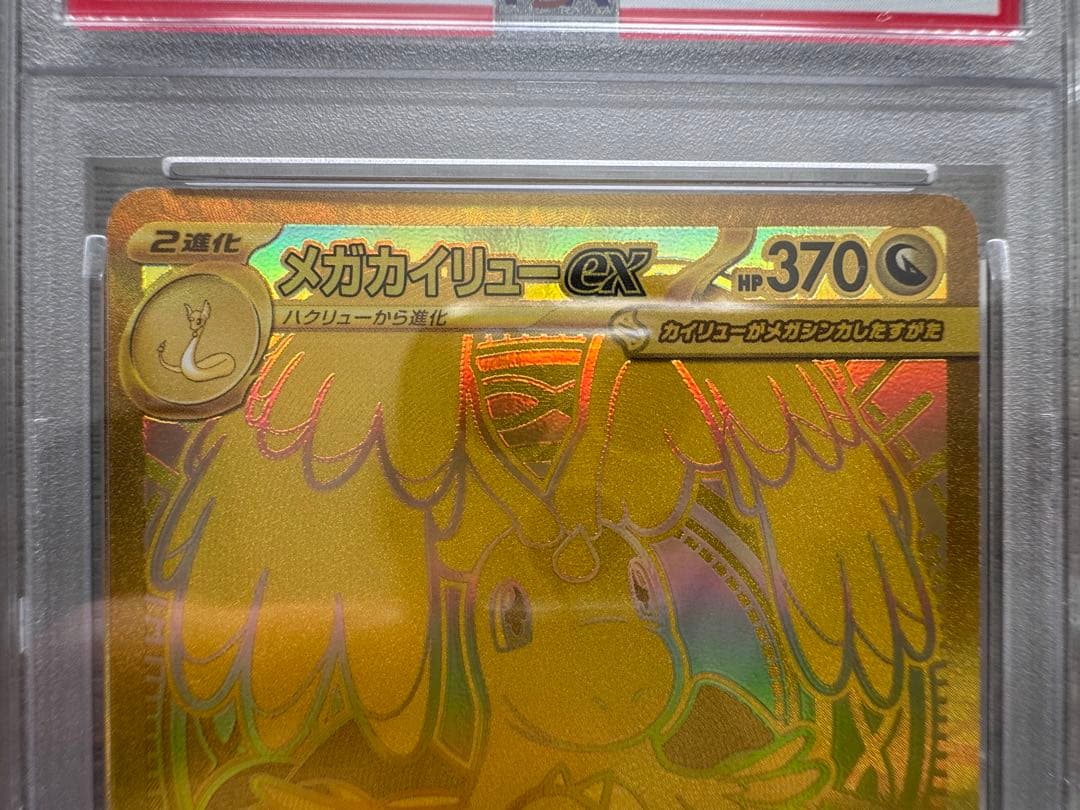 2進化
メガカイリューex
HP370
ハクリューから進化
カイリューがメガシンカしたすがた